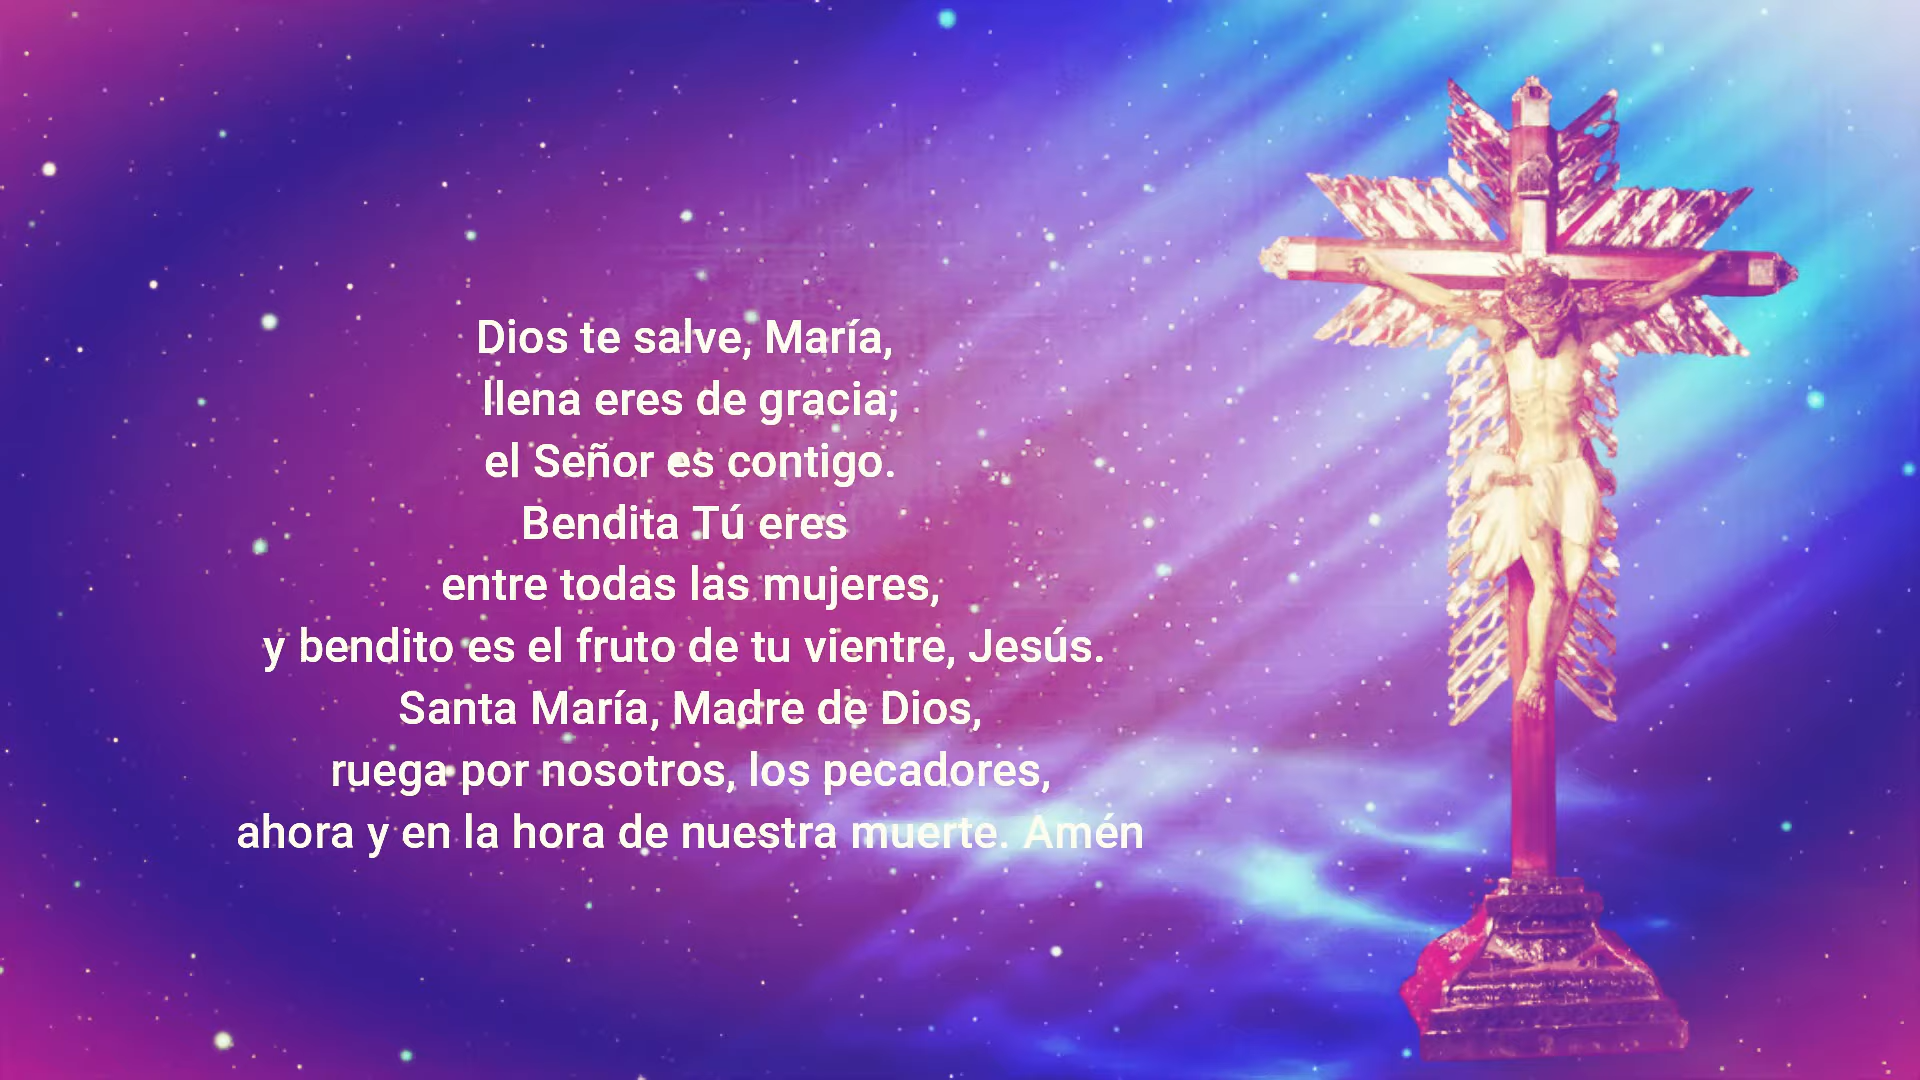 Dios te salve, María,
llena eres de gracia;
el Señor es contigo.
Bendita Tú eres
entre todas las mujeres,
y bendito es el fruto de tu vientre, Jesús.
Santa María, Madre de Dios,
ruega por nosotros, los pecadores,
ahora y en la hora de nuestra muerte. Amén